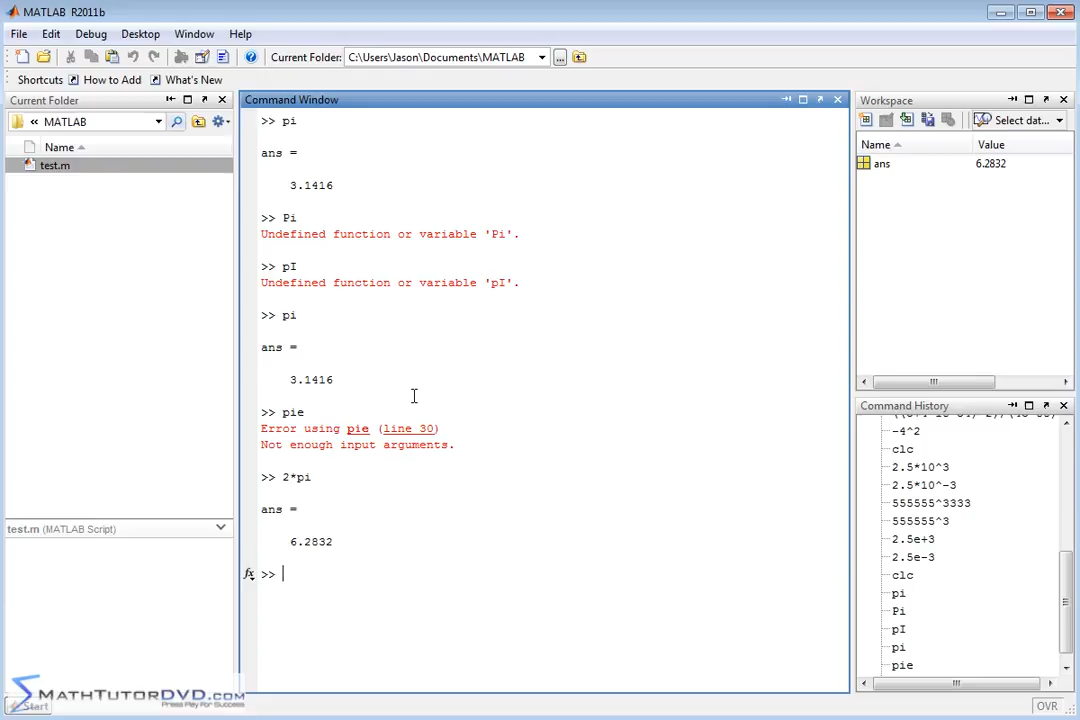 MATLAB R2011b
File Edit Debug Desktop Window Help
Current Folder: C:\Users\Jason\Documents\MATLAB
Shortcuts How to Add What's New
Current Folder
« MATLAB
Name
test.m
test.m (MATLAB Script)
Command Window
>> pi
ans =
3.1416
>> Pi
Undefined function or variable 'Pi'.
>> pI
Undefined function or variable 'pI'.
>> pi
ans =
3.1416
>> pie
Error using pie (line 30)
Not enough input arguments.
>> 2*pi
ans =
6.2832
fx >>
Workspace
Select dat...
Name Value
ans 6.2832
Command History
-4^2
clc
2.5*10^3
2.5*10^-3
555555^3333
555555^3
2.5e+3
2.5e-3
clc
pi
Pi
pI
pi
pie
MathTutorDVD.com
Press Play For Success
Start
OVR